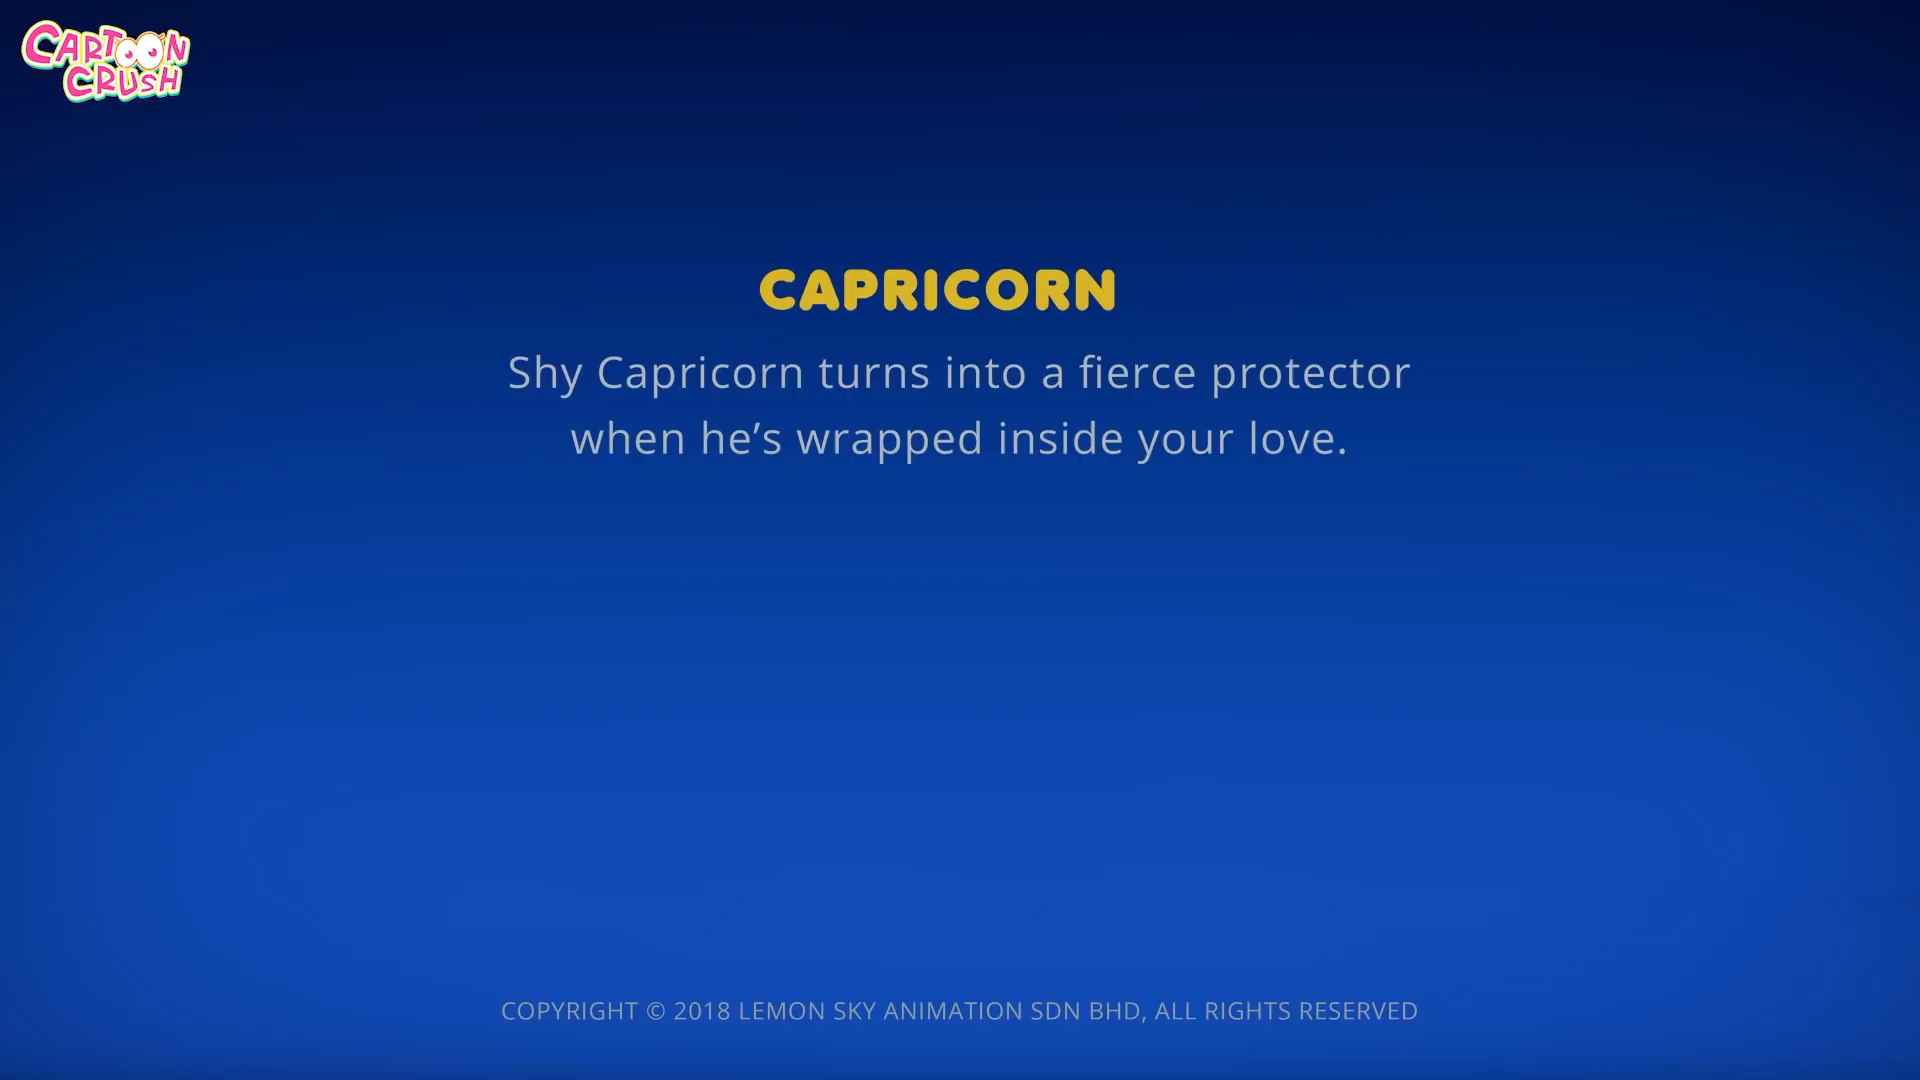 CARTOON
CRUSH
CAPRICORN
Shy Capricorn turns into a fierce protector
when he’s wrapped inside your love.
COPYRIGHT © 2018 LEMON SKY ANIMATION SDN BHD, ALL RIGHTS RESERVED